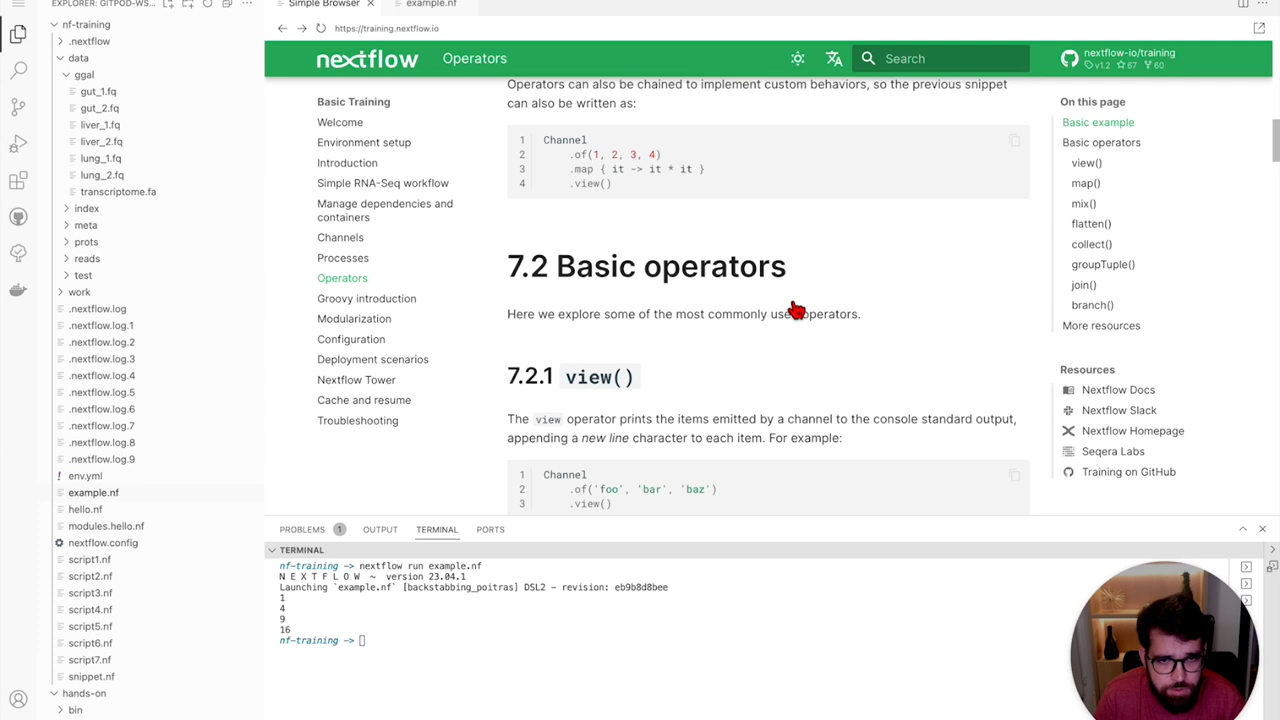 EXPLORER: GITPOD-WS...
nf-training
.nextflow
data
ggal
gut_1.fq
gut_2.fq
liver_1.fq
liver_2.fq
lung_1.fq
lung_2.fq
transcriptome.fa
index
meta
prots
reads
test
work
.nextflow.log
.nextflow.log.1
.nextflow.log.2
.nextflow.log.3
.nextflow.log.4
.nextflow.log.5
.nextflow.log.6
.nextflow.log.7
.nextflow.log.8
.nextflow.log.9
! env.yml
example.nf
hello.nf
modules.hello.nf
nextflow.config
script1.nf
script2.nf
script3.nf
script4.nf
script5.nf
script6.nf
script7.nf
snippet.nf
hands-on
bin
Simple Browser
example.nf
https://training.nextflow.io
nextflow
Operators
Search
nextflow-io/training
v1.2 67 60
Basic Training
Welcome
Environment setup
Introduction
Simple RNA-Seq workflow
Manage dependencies and
containers
Channels
Processes
Operators
Groovy introduction
Modularization
Configuration
Deployment scenarios
Nextflow Tower
Cache and resume
Troubleshooting
Operators can also be chained to implement custom behaviors, so the previous snippet
can also be written as:
1 Channel
2 .of(1, 2, 3, 4)
3 .map { it -> it * it }
4 .view()
7.2 Basic operators
Here we explore some of the most commonly used operators.
7.2.1 view()
The view operator prints the items emitted by a channel to the console standard output,
appending a new line character to each item. For example:
1 Channel
2 .of('foo', 'bar', 'baz')
3 .view()
On this page
Basic example
Basic operators
view()
map()
mix()
flatten()
collect()
groupTuple()
join()
branch()
More resources
Resources
Nextflow Docs
Nextflow Slack
Nextflow Homepage
Seqera Labs
Training on GitHub
PROBLEMS 1
OUTPUT
TERMINAL
PORTS
TERMINAL
nf-training -> nextflow run example.nf
N E X T F L O W ~ version 23.04.1
Launching `example.nf` [backstabbing_poitras] DSL2 - revision: eb9b8d8bee
1
4
9
16
nf-training ->